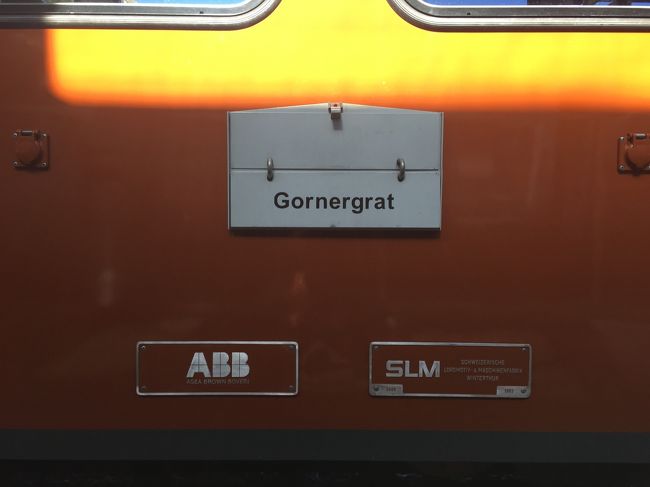 Gornergrat
ABB
ASEA BROWN BOVERI
SLM
SCHWEIZERISCHE
LOKOMOTIV- & MASCHINENFABRIK
WINTERTHUR